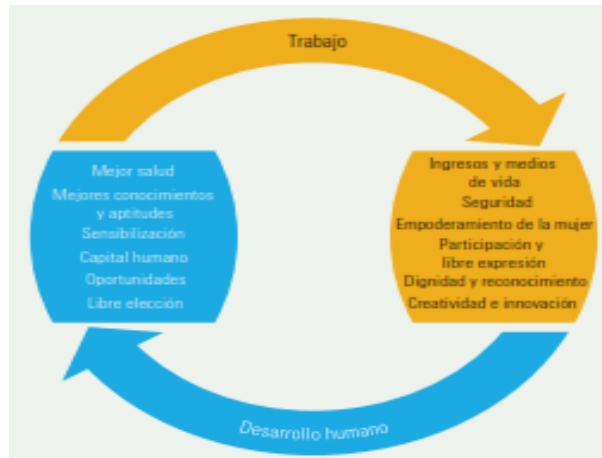 Trabajo
Mejor salud
Mejores conocimientos
y aptitudes
Sensibilización
Capital humano
Oportunidades
Libre elección
Ingresos y medios
de vida
Seguridad
Empoderamiento de la mujer
Participación y
libre expresión
Dignidad y reconocimiento
Creatividad e innovación
Desarrollo humano